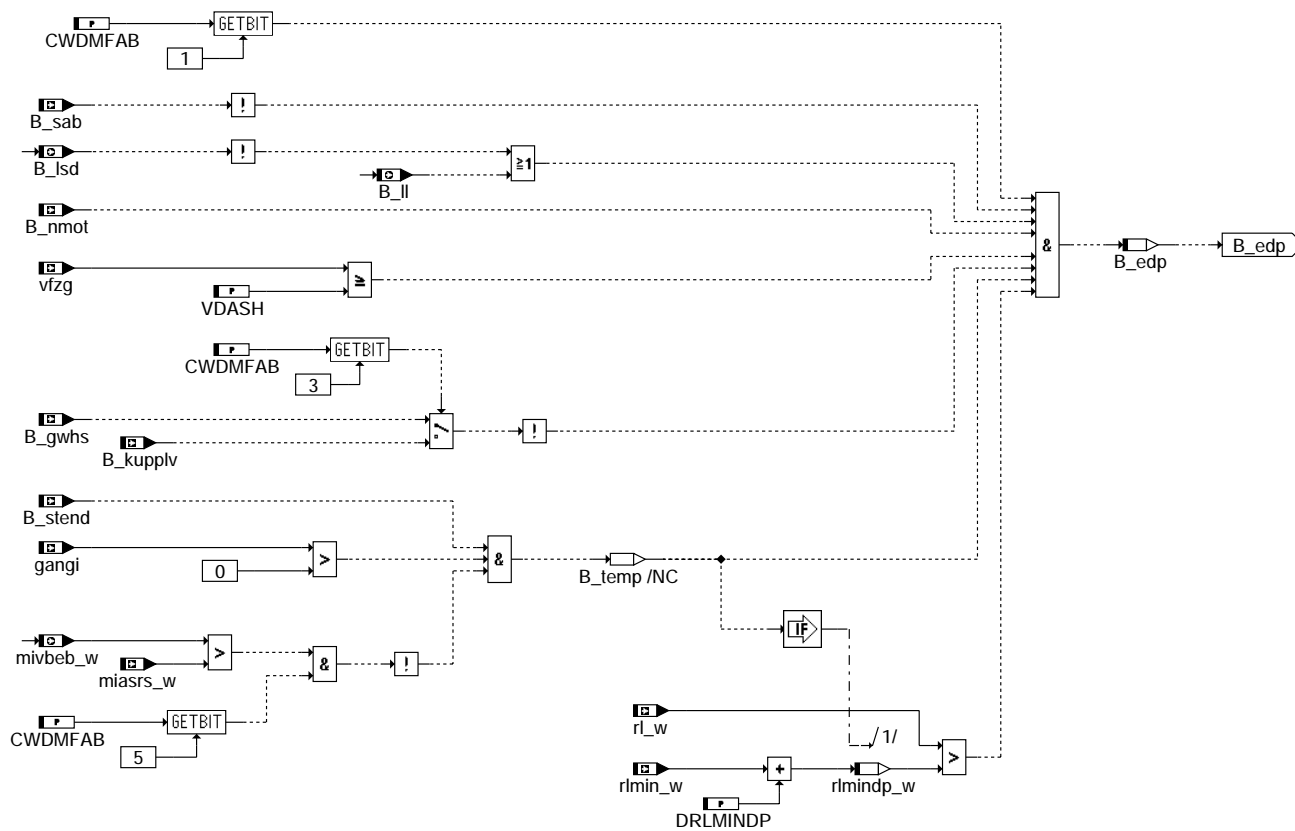 P GETBIT
CWDMFAB
1
B_sab !
B_lsd !
B_ll ≥1
B_nmot
& B_edp B_edp
vfzg ≥
P
VDASH
P GETBIT
CWDMFAB
3
B_gwhs !
B_kupplv
B_stend
gangi > &
0 B_temp /NC
IF
mivbeb_w >
miasrs_w & !
P GETBIT
CWDMFAB
5
rl_w
/1/ >
rlmin_w + rlmindp_w
P
DRLMINDP